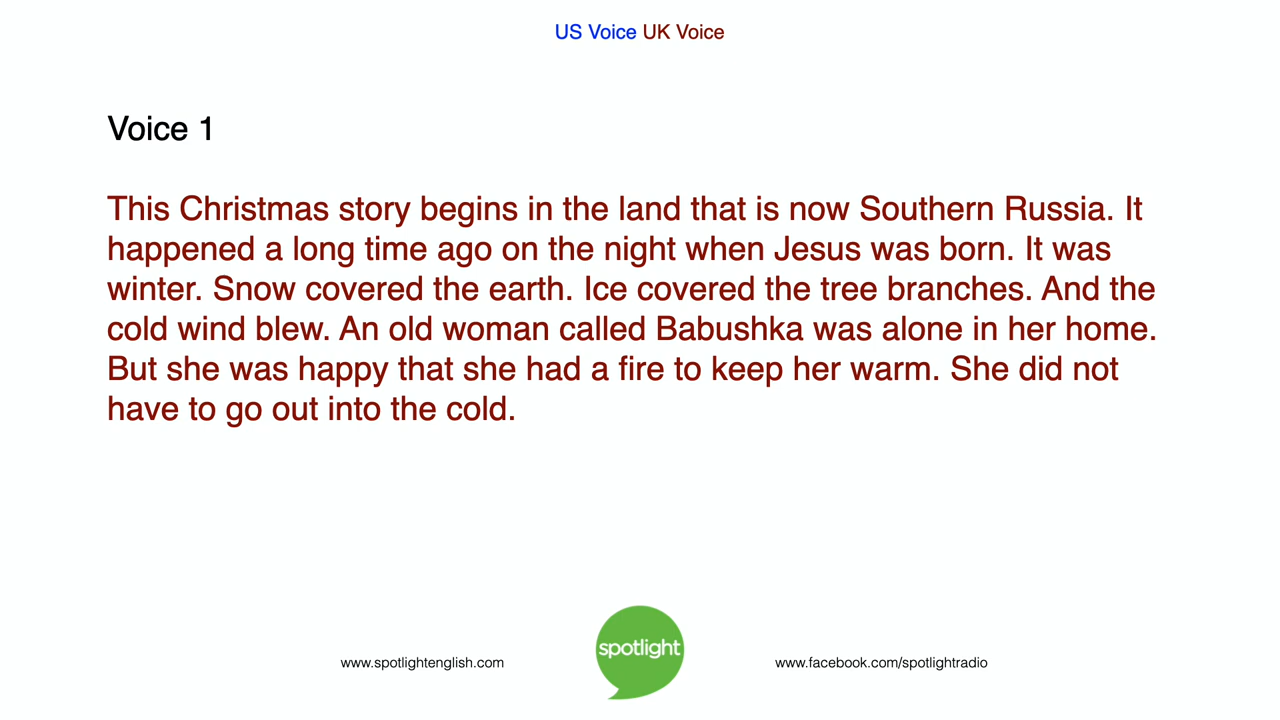 US Voice UK Voice
Voice 1
This Christmas story begins in the land that is now Southern Russia. It
happened a long time ago on the night when Jesus was born. It was
winter. Snow covered the earth. Ice covered the tree branches. And the
cold wind blew. An old woman called Babushka was alone in her home.
But she was happy that she had a fire to keep her warm. She did not
have to go out into the cold.
www.spotlightenglish.com
spotlight
www.facebook.com/spotlightradio